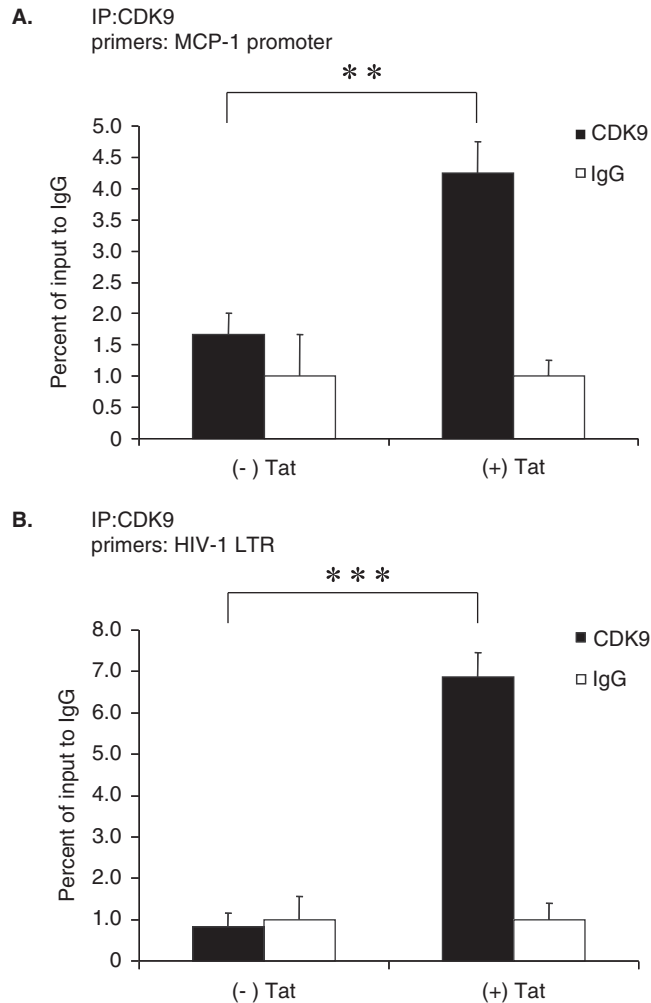 A. IP:CDK9
primers: MCP-1 promoter
* *
5.0
4.5
4.0
3.5
3.0
2.5
2.0
1.5
1.0
0.5
0
Percent of input to IgG
CDK9
IgG
(- ) Tat
(+) Tat
B. IP:CDK9
primers: HIV-1 LTR
* * *
8.0
7.0
6.0
5.0
4.0
3.0
2.0
1.0
0
Percent of input to IgG
CDK9
IgG
(- ) Tat
(+) Tat